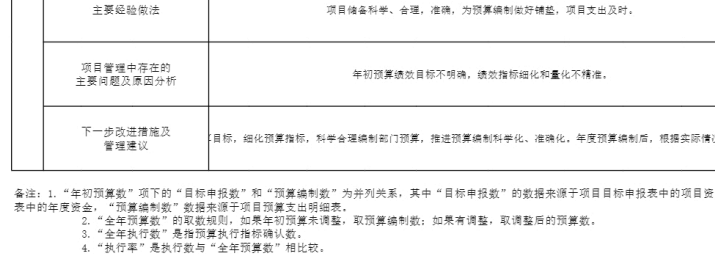 主要经验做法
项目储备科学、合理，准确，为预算编制做好铺垫，项目支出及时。
项目管理中存在的
主要问题及原因分析
年初预算绩效目标不明确，绩效指标细化和量化不精准。
下一步改进措施及
管理建议
目标，细化预算指标，科学合理编制部门预算，推进预算编制科学化、准确化。年度预算编制后，根据实际情
备注：1.“年初预算数”项下的“目标申报数”和“预算编制数”为并列关系，其中“目标申报数”的数据来源于项目目标申报表中的项目资
表中的年度资金，“预算编制数”数据来源于项目预算支出明细表。
2.“全年预算数”的取数规则，如果年初预算未调整，取预算编制数；如果有调整，取调整后的预算数。
3.“全年执行数”是指预算执行指标确认数。
4.“执行率”是执行数与“全年预算数”相比较。